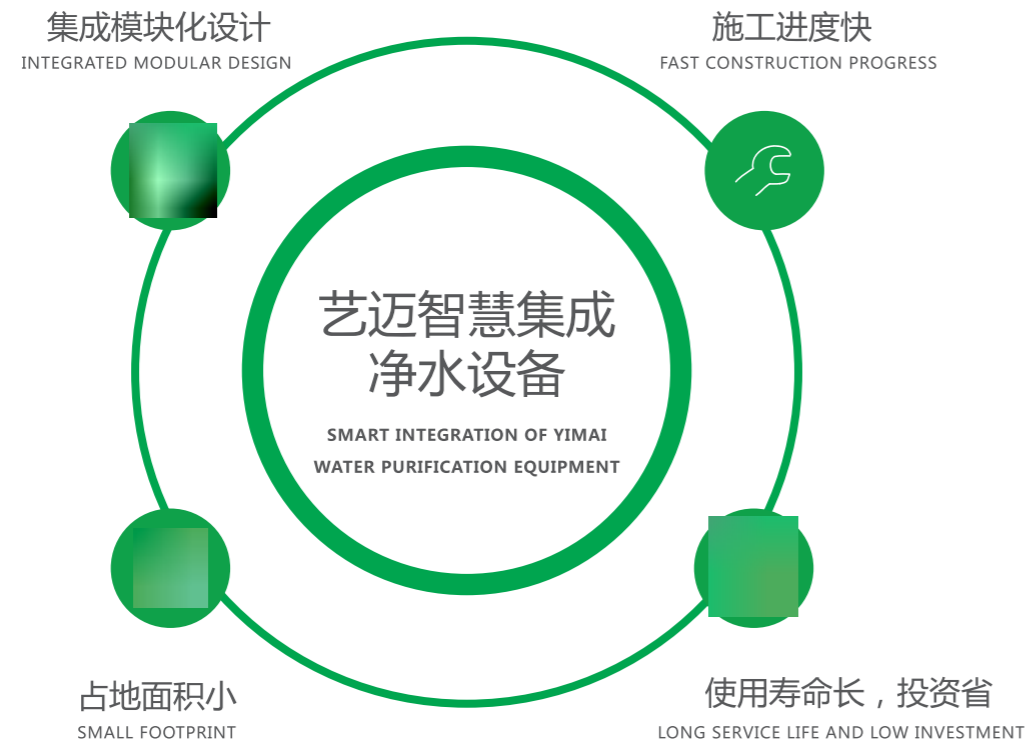 集成模块化设计
INTEGRATED MODULAR DESIGN
施工进度快
FAST CONSTRUCTION PROGRESS
艺迈智慧集成
净水设备
SMART INTEGRATION OF YIMAI
WATER PURIFICATION EQUIPMENT
占地面积小
SMALL FOOTPRINT
使用寿命长，投资省
LONG SERVICE LIFE AND LOW INVESTMENT